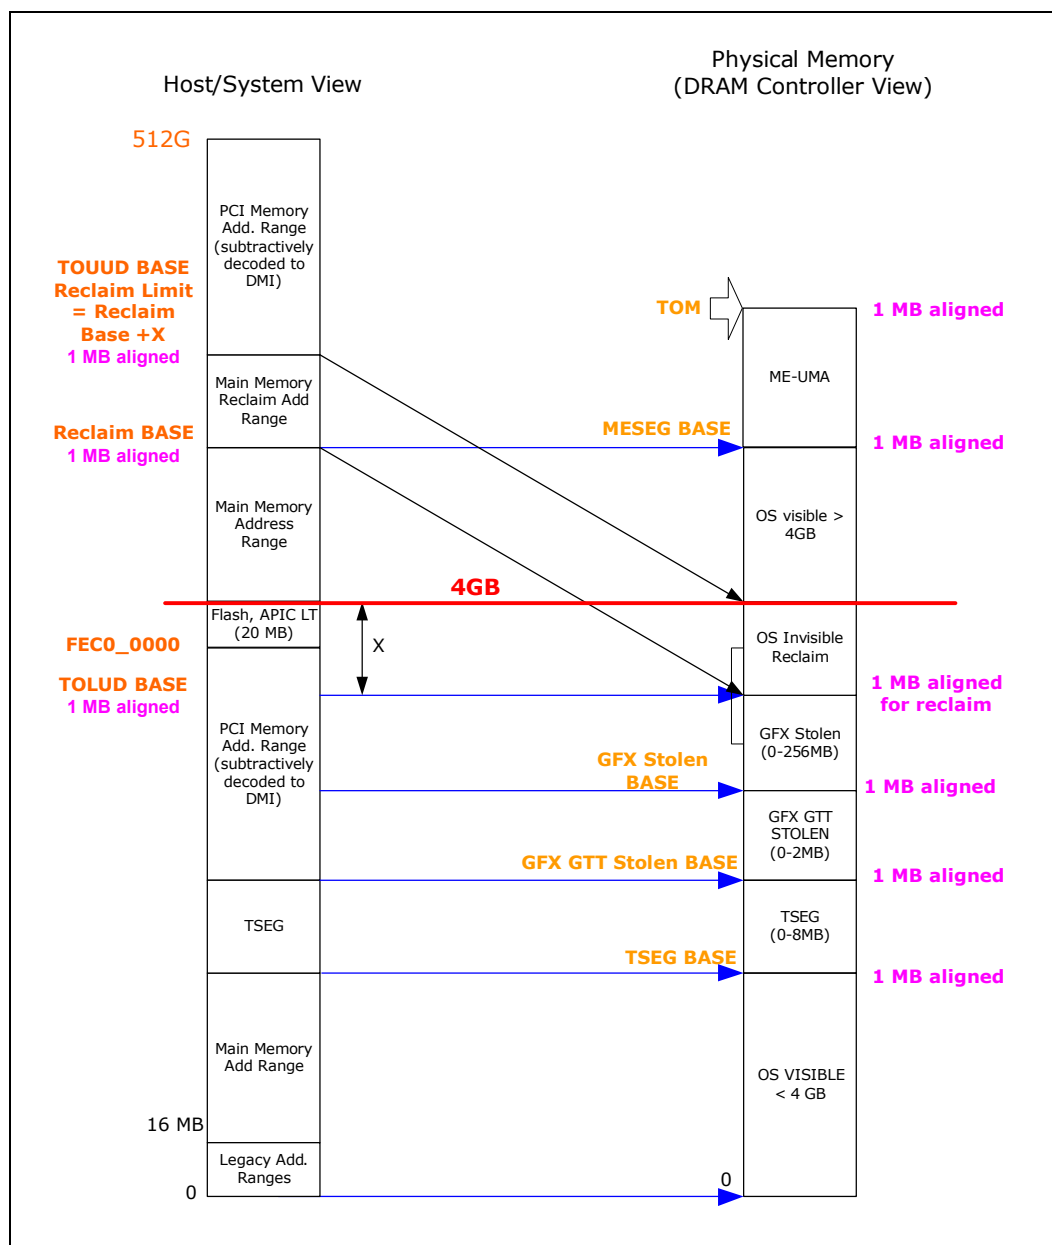 Host/System View
Physical Memory
(DRAM Controller View)
512G
PCI Memory
Add. Range
(subtractively
decoded to
DMI)
TOUUD BASE
Reclaim Limit
= Reclaim
Base +X
1 MB aligned
TOM
1 MB aligned
ME-UMA
Main Memory
Reclaim Add
Range
Reclaim BASE
1 MB aligned
MESEG BASE
1 MB aligned
Main Memory
Address
Range
OS visible >
4GB
4GB
Flash, APIC LT
(20 MB)
X
OS Invisible
Reclaim
FEC0_0000
TOLUD BASE
1 MB aligned
1 MB aligned
for reclaim
PCI Memory
Add. Range
(subtractively
decoded to
DMI)
GFX Stolen
(0-256MB)
GFX Stolen
BASE
1 MB aligned
GFX GTT
STOLEN
(0-2MB)
GFX GTT Stolen BASE
1 MB aligned
TSEG
TSEG
(0-8MB)
TSEG BASE
1 MB aligned
Main Memory
Add Range
OS VISIBLE
< 4 GB
16 MB
Legacy Add.
Ranges
0
0